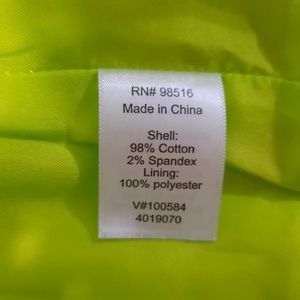 RN# 98516
Made in China
Shell:
98% Cotton
2% Spandex
Lining:
100% polyester
V#100584
4019070